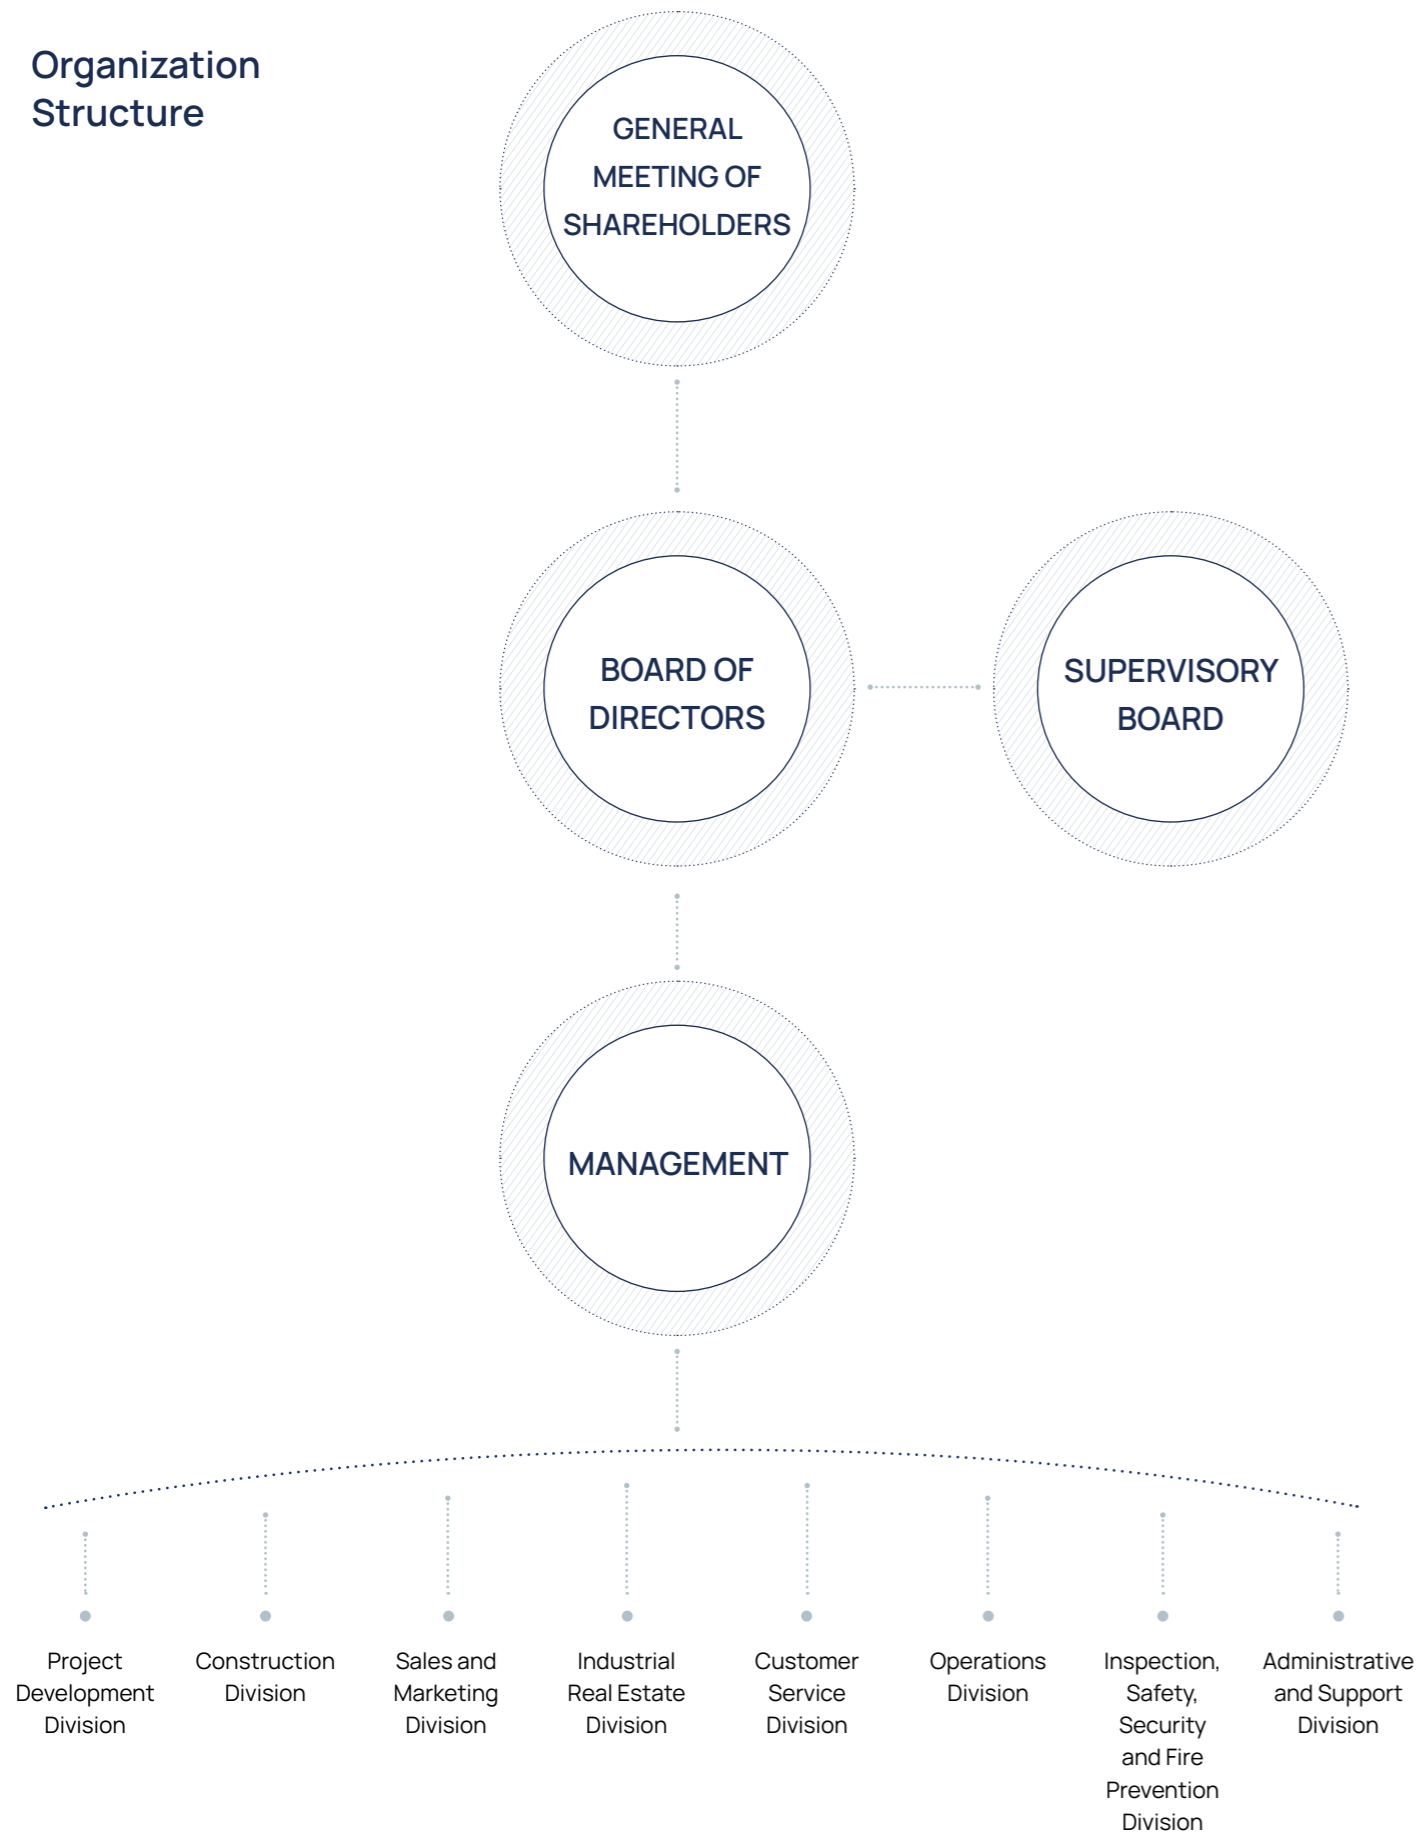 Organization
Structure
GENERAL
MEETING OF
SHAREHOLDERS
BOARD OF
DIRECTORS
SUPERVISORY
BOARD
MANAGEMENT
Project
Development
Division
Construction
Division
Sales and
Marketing
Division
Industrial
Real Estate
Division
Customer
Service
Division
Operations
Division
Inspection,
Safety,
Security
and Fire
Prevention
Division
Administrative
and Support
Division